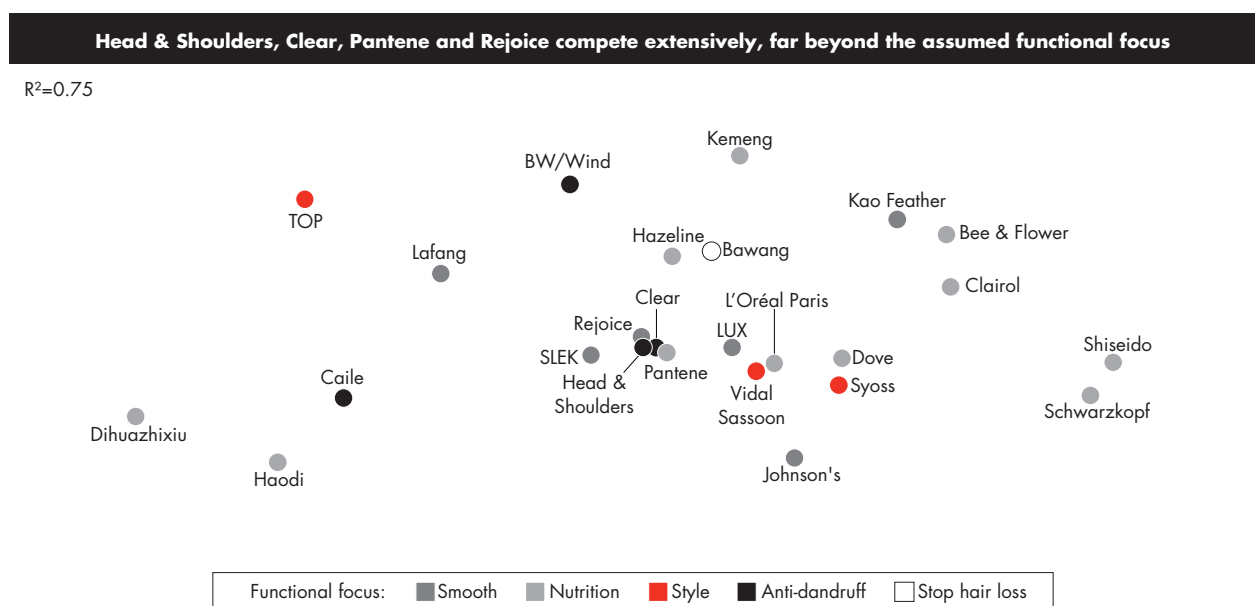 Head & Shoulders, Clear, Pantene and Rejoice compete extensively, far beyond the assumed functional focus
R²=0.75
Kemeng
BW/Wind
Kao Feather
TOP
Bee & Flower
Hazeline
Bawang
Lafang
Clairol
Clear
L'Oréal Paris
Rejoice
LUX
SLEK
Dove
Shiseido
Head &
Shoulders
Pantene
Caile
Syoss
Vidal
Sassoon
Schwarzkopf
Dihuazhixiu
Haodi
Johnson's
Functional focus: Smooth Nutrition Style Anti-dandruff Stop hair loss